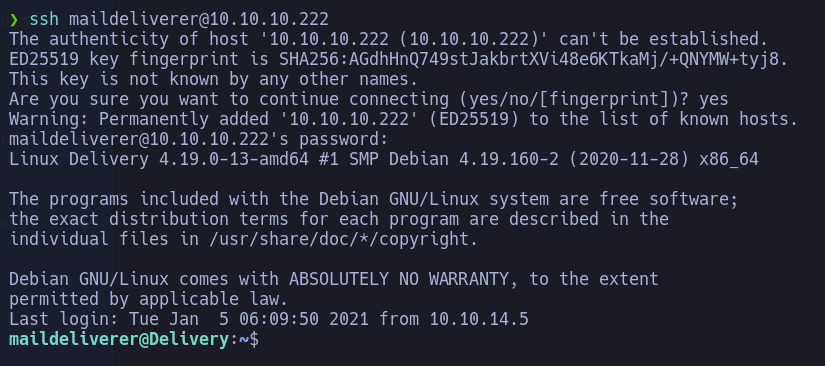 ❯ ssh maildeliverer@10.10.10.222
The authenticity of host '10.10.10.222 (10.10.10.222)' can't be established.
ED25519 key fingerprint is SHA256:AGdhHnQ749stJakbrtXVi48e6KTkaMj/+QNYMW+tyj8.
This key is not known by any other names.
Are you sure you want to continue connecting (yes/no/[fingerprint])? yes
Warning: Permanently added '10.10.10.222' (ED25519) to the list of known hosts.
maildeliverer@10.10.10.222's password:
Linux Delivery 4.19.0-13-amd64 #1 SMP Debian 4.19.160-2 (2020-11-28) x86_64
The programs included with the Debian GNU/Linux system are free software;
the exact distribution terms for each program are described in the
individual files in /usr/share/doc/*/copyright.
Debian GNU/Linux comes with ABSOLUTELY NO WARRANTY, to the extent
permitted by applicable law.
Last login: Tue Jan  5 06:09:50 2021 from 10.10.14.5
maildeliverer@Delivery:~$